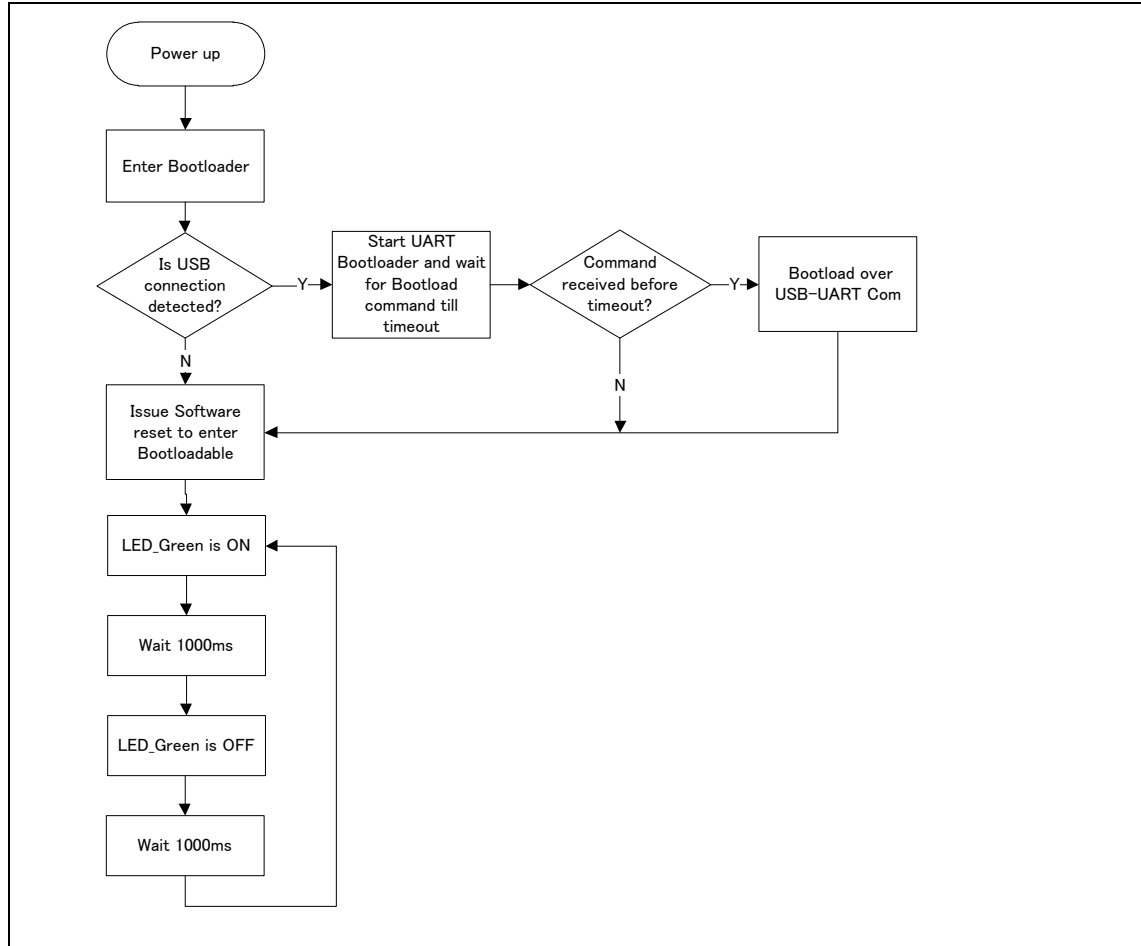 Power up
Enter Bootloader
Is USB
connection
detected?
Y
Start UART
Bootloader and wait
for Bootload
command till
timeout
Command
received before
timeout?
Y
Bootload over
USB-UART Com
N
N
Issue Software
reset to enter
Bootloadable
LED_Green is ON
Wait 1000ms
LED_Green is OFF
Wait 1000ms